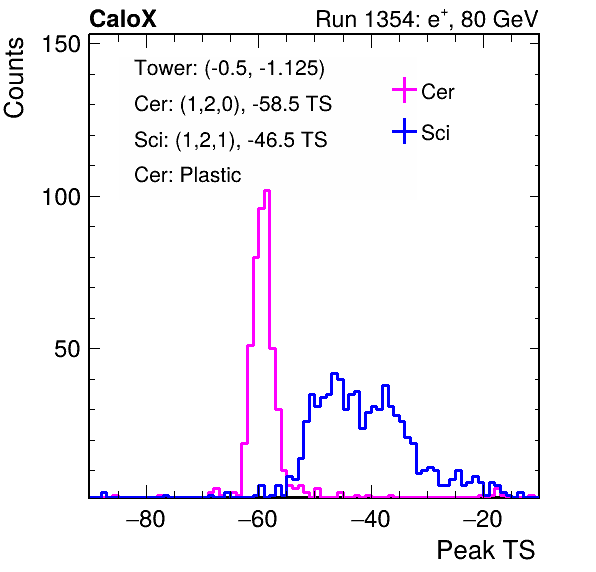 CaloX
Run 1354: e+, 80 GeV
Counts
150
100
50
Tower: (-0.5, -1.125)
Cer: (1,2,0), -58.5 TS
Sci: (1,2,1), -46.5 TS
Cer: Plastic
Cer
Sci
−80
−60
−40
−20
Peak TS